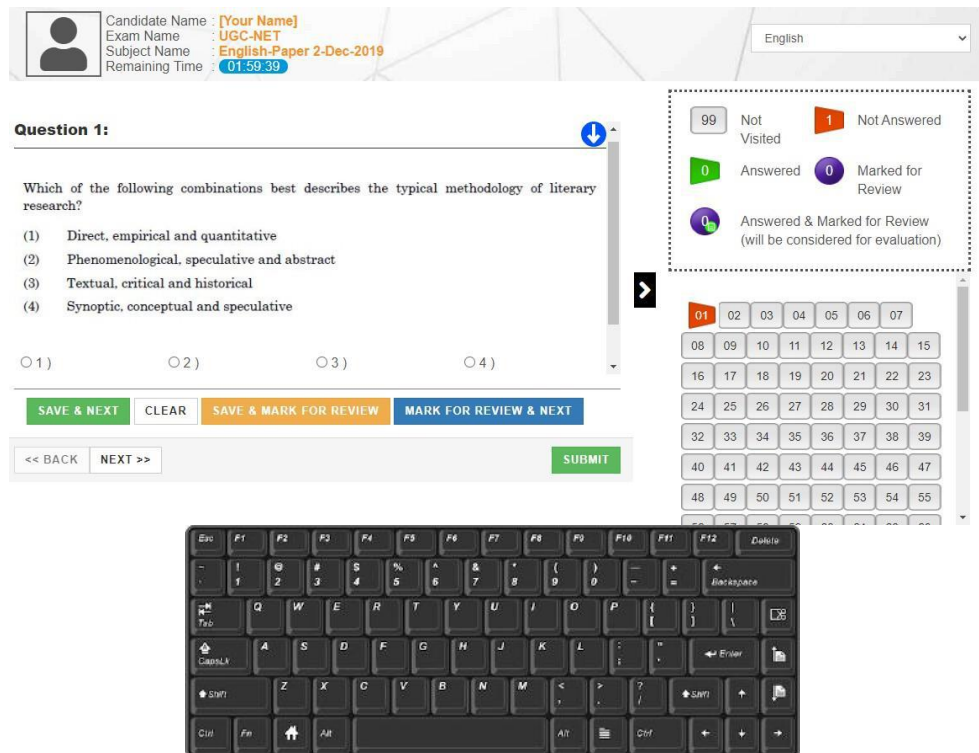 Candidate Name : [Your Name]
Exam Name : UGC-NET
Subject Name : English-Paper 2-Dec-2019
Remaining Time : 01:59:39
English
Question 1:
Which of the following combinations best describes the typical methodology of literary
research?
(1) Direct, empirical and quantitative
(2) Phenomenological, speculative and abstract
(3) Textual, critical and historical
(4) Synoptic, conceptual and speculative
1 ) 2 ) 3 ) 4 )
SAVE & NEXT CLEAR SAVE & MARK FOR REVIEW MARK FOR REVIEW & NEXT
<< BACK NEXT >> SUBMIT
99 Not Visited 1 Not Answered
0 Answered 0 Marked for Review
0 Answered & Marked for Review
(will be considered for evaluation)
01 02 03 04 05 06 07
08 09 10 11 12 13 14 15
16 17 18 19 20 21 22 23
24 25 26 27 28 29 30 31
32 33 34 35 36 37 38 39
40 41 42 43 44 45 46 47
48 49 50 51 52 53 54 55
Esc F1 F2 F3 F4 F5 F6 F7 F8 F9 F10 F11 F12 Delete
~ ! @ # $ % ^ & * ( ) _ +
1 2 3 4 5 6 7 8 9 0 - = Backspace
Tab Q W E R T Y U I O P { [ } ] | \
CapsLk A S D F G H J K L : ; " ' Enter
Shift Z X C V B N M < , > . ? / Shift
Ctrl Fn Alt Alt Ctrl